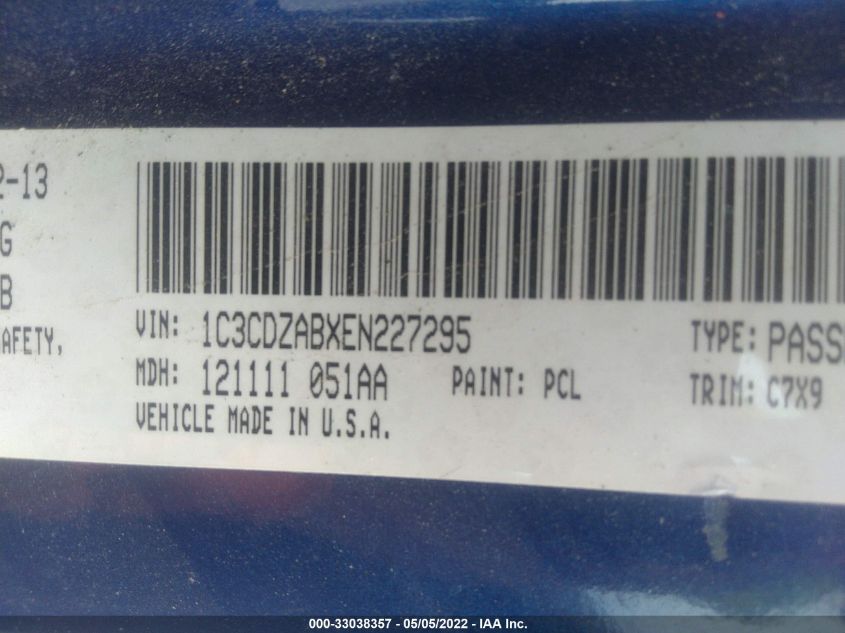 2-13
G
B
AFETY,
VIN: 1C3CDZABXEN227295
MDH: 121111 051AA
PAINT: PCL
VEHICLE MADE IN U.S.A.
TYPE: PASS
TRIM: C7X9
000-33038357 - 05/05/2022 - IAA Inc.